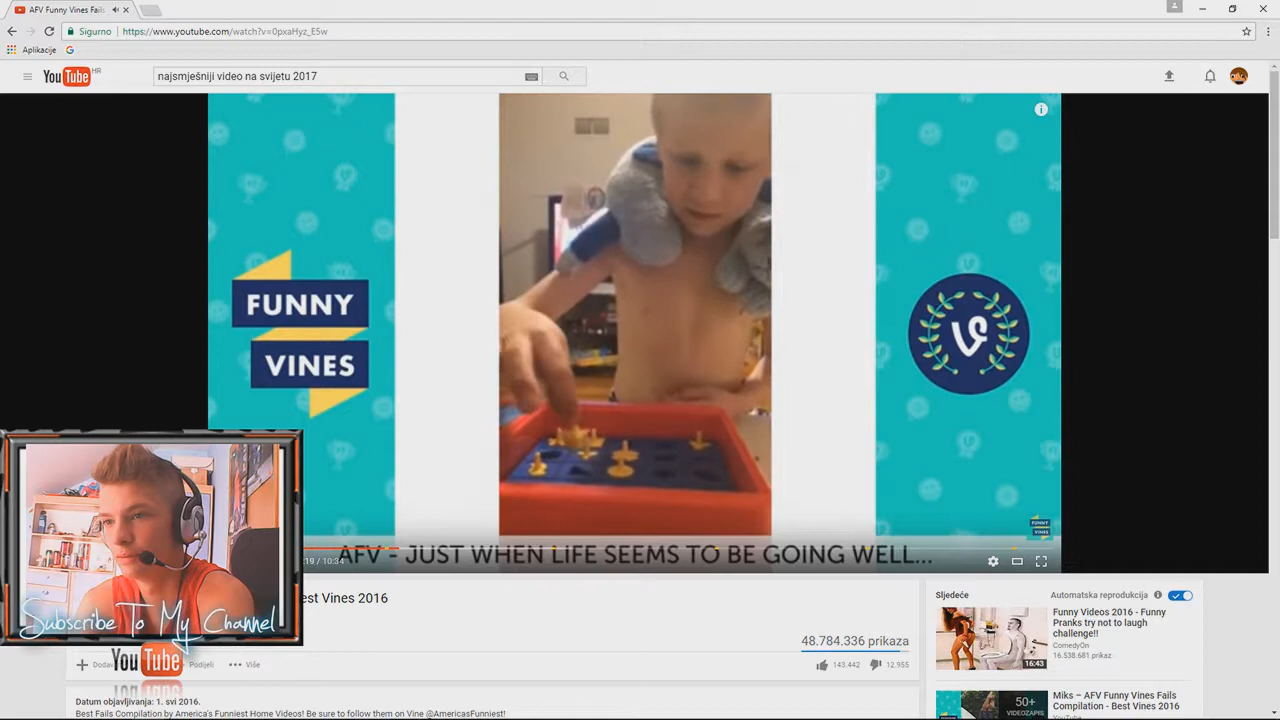 AFV Funny Vines Fails
Sigurno
https://www.youtube.com/watch?v=0pxaHyz_E5w
Aplikacije
YouTube HR
najsmješniji video na svijetu 2017
FUNNY
VINES
FUNNY
VINES
AFV - JUST WHEN LIFE SEEMS TO BE GOING WELL...
10:34
est Vines 2016
48.784.336 prikaza
Podijeli
Više
143.442
12.955
Datum objavljivanja: 1. svi 2016.
Best Fails Compilation by America's Funniest Home Videos! Be sure to follow them on Vine @AmericasFunniest!
Subscribe To My Channel
YouTube
Sljedeće
Automatska reprodukcija
Funny Videos 2016 - Funny
Pranks try not to laugh
challenge!!
ComedyOn
16.538.681 prikaz
16:43
Miks – AFV Funny Vines Fails
Compilation - Best Vines 2016
YouTube
50+
VIDEOZAPIS